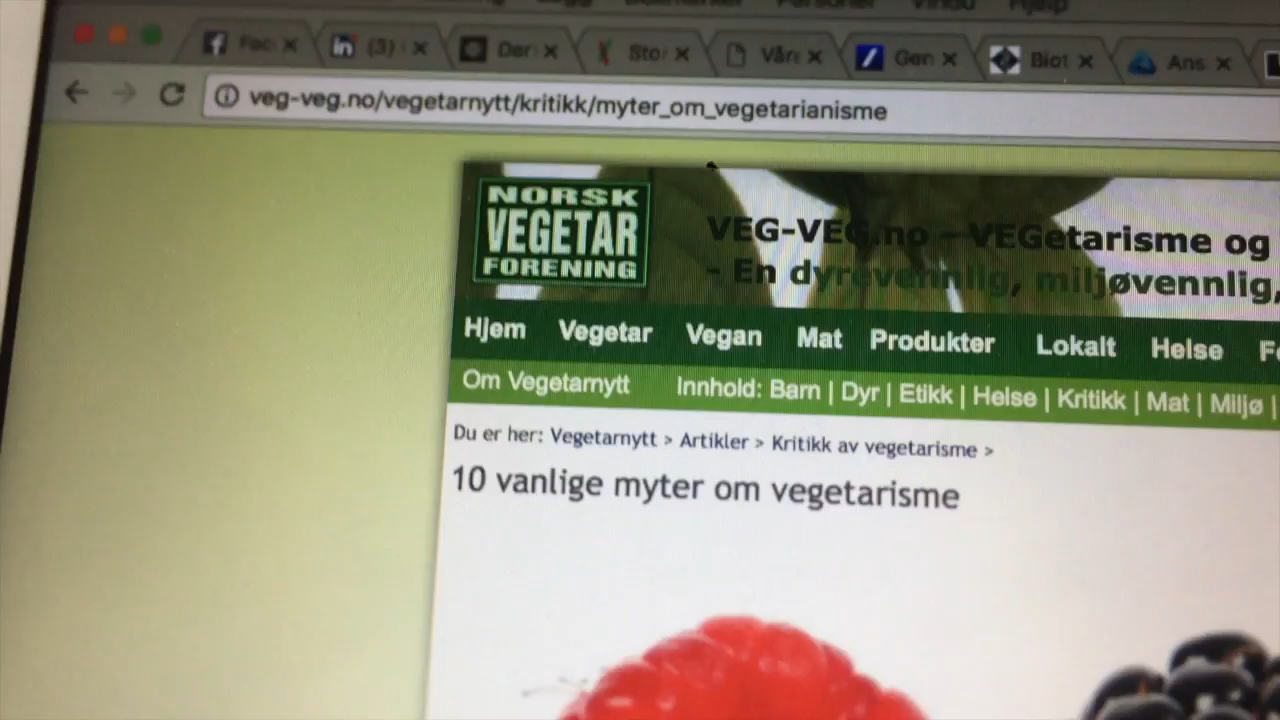 (3)
veg-veg.no/vegetarnytt/kritikk/myter_om_vegetarianisme
NORSK
VEGETAR
FORENING
VEG-VEG.no - VEGetarisme og
- En dyrevennlig, miljøvennlig,
Hjem Vegetar Vegan Mat Produkter Lokalt Helse
Om Vegetarnytt Innhold: Barn | Dyr | Etikk | Helse | Kritikk | Mat | Miljø |
Du er her: Vegetarnytt > Artikler > Kritikk av vegetarisme >
10 vanlige myter om vegetarisme